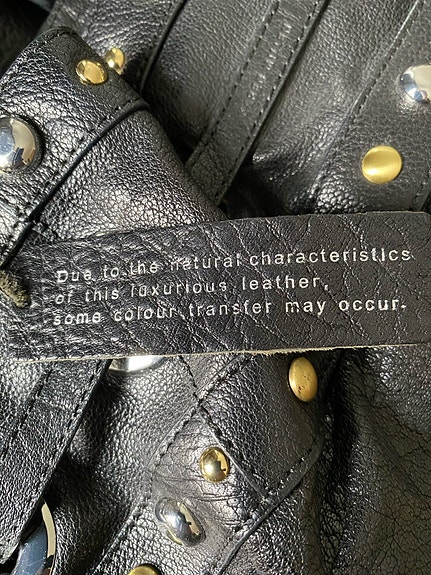 Due to the natural characteristics
of this luxurious leather,
some colour transfer may occur.